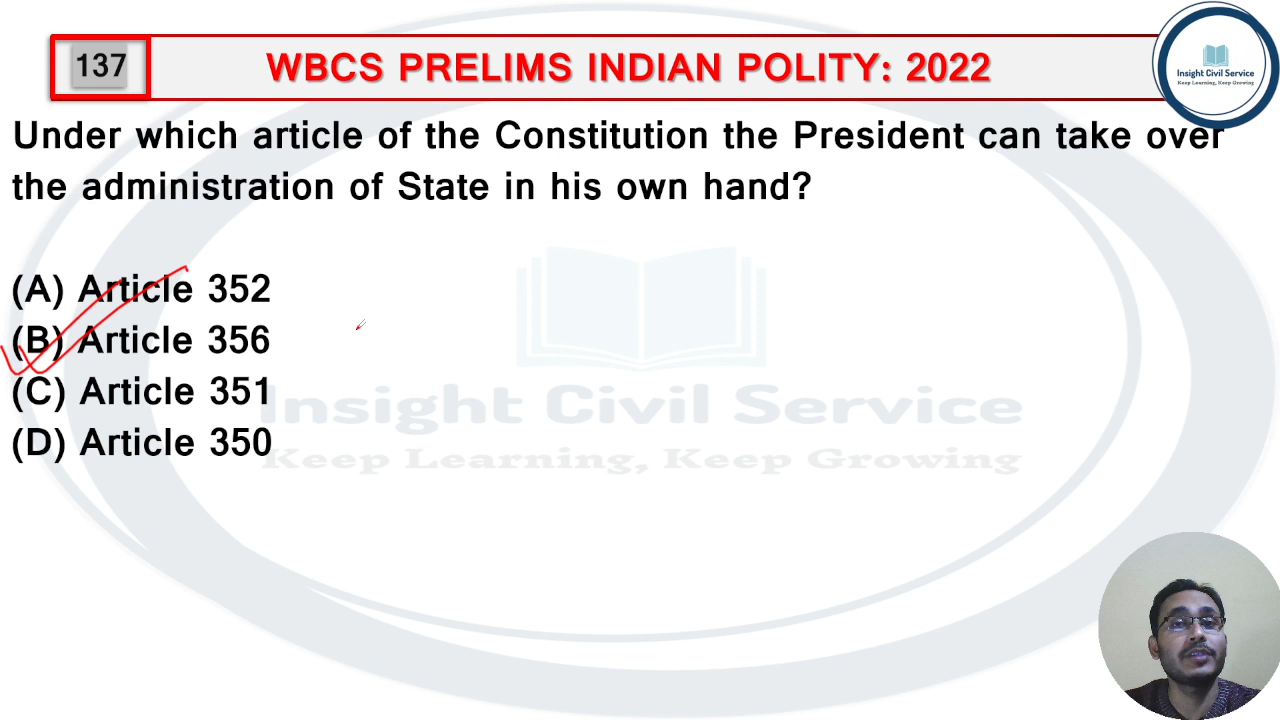 137
WBCS PRELIMS INDIAN POLITY: 2022
Insight Civil Service
Keep Learning, Keep Growing
Under which article of the Constitution the President can take over
the administration of State in his own hand?
(A) Article 352
(B) Article 356
(C) Article 351
(D) Article 350
Insight Civil Service
Keep Learning, Keep Growing